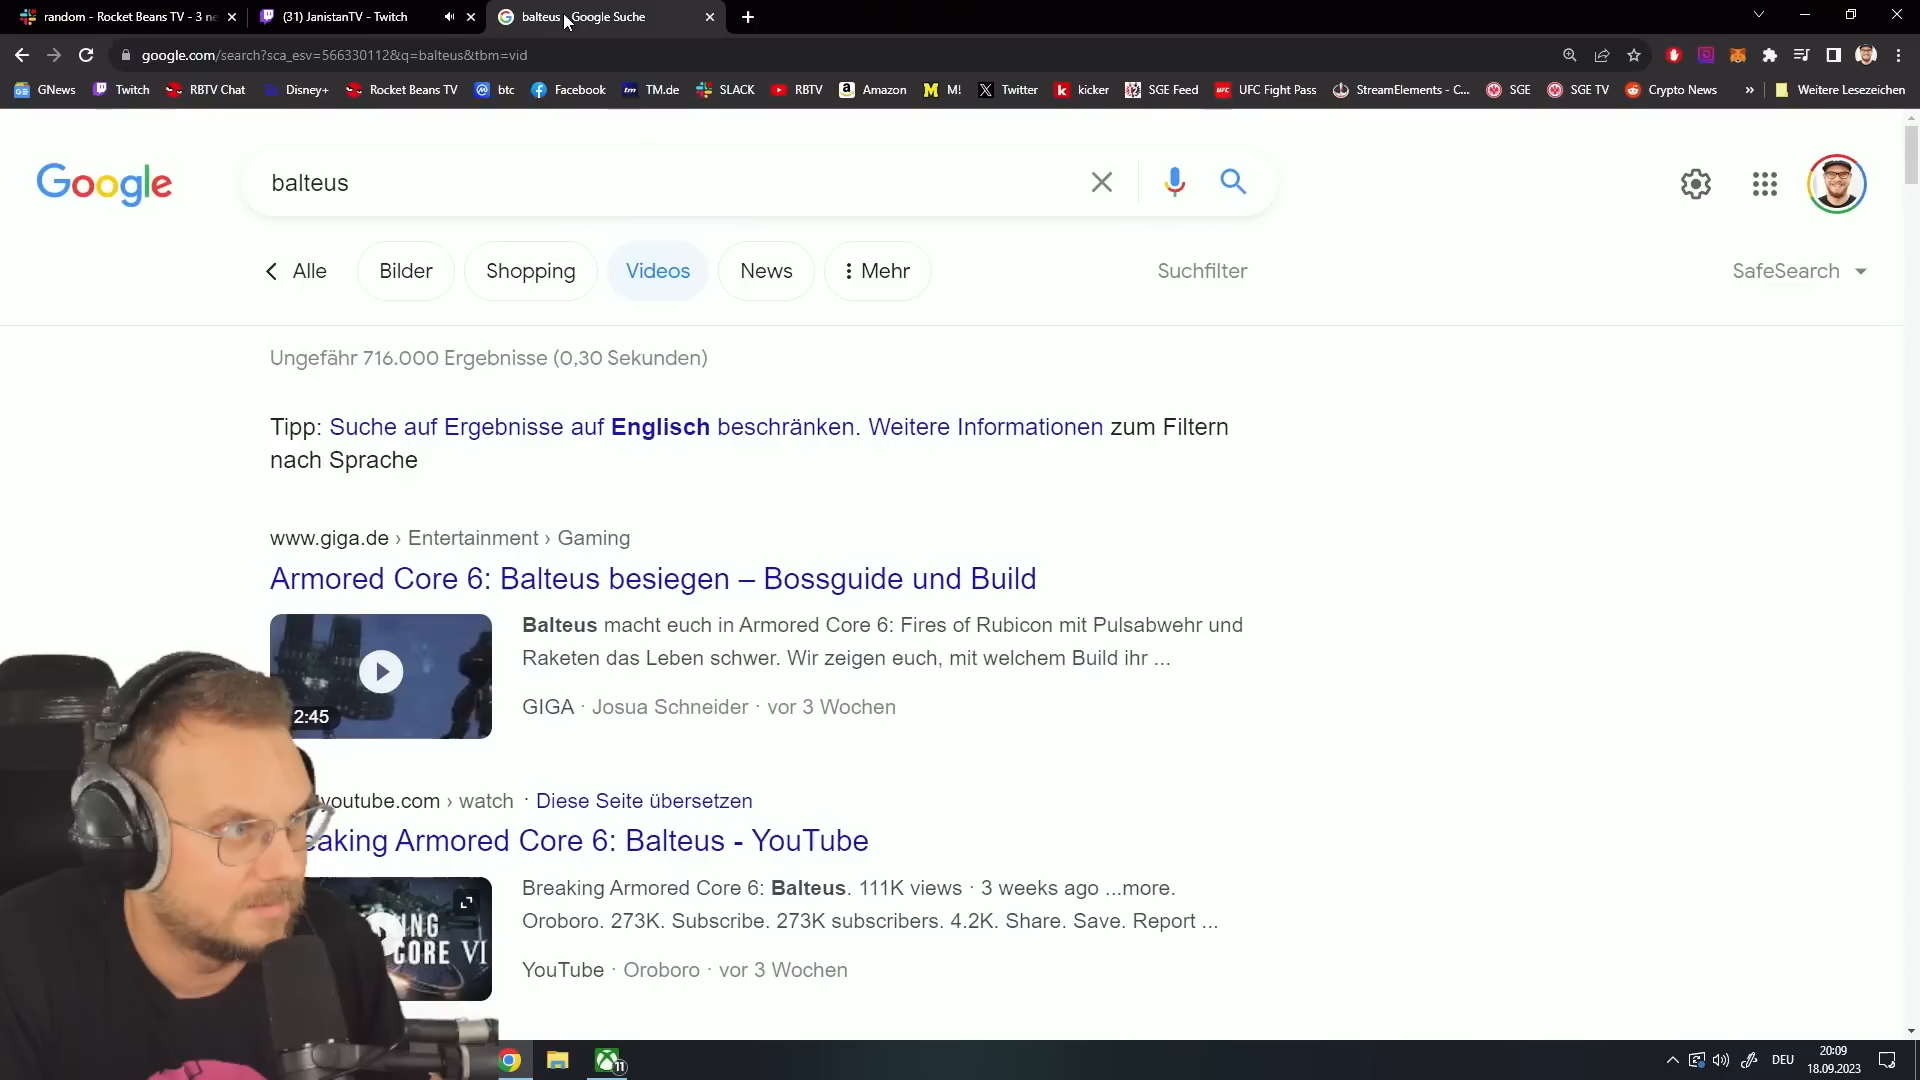 random - Rocket Beans TV - 3 ne
(31) JanistanTV - Twitch
balteus - Google Suche
google.com/search?sca_esv=566330112&q=balteus&tbm=vid
GNews
Twitch
RBTV Chat
Disney+
Rocket Beans TV
btc
Facebook
TM.de
SLACK
RBTV
Amazon
M!
Twitter
kicker
SGE Feed
UFC Fight Pass
StreamElements - C...
SGE
SGE TV
Crypto News
»
Weitere Lesezeichen
Google
balteus
Alle
Bilder
Shopping
Videos
News
Mehr
Suchfilter
SafeSearch
Ungefähr 716.000 Ergebnisse (0,30 Sekunden)
Tipp: Suche auf Ergebnisse auf Englisch beschränken. Weitere Informationen zum Filtern
nach Sprache
www.giga.de › Entertainment › Gaming
Armored Core 6: Balteus besiegen – Bossguide und Build
2:45
Balteus macht euch in Armored Core 6: Fires of Rubicon mit Pulsabwehr und
Raketen das Leben schwer. Wir zeigen euch, mit welchem Build ihr ...
GIGA · Josua Schneider · vor 3 Wochen
youtube.com › watch · Diese Seite übersetzen
eaking Armored Core 6: Balteus - YouTube
ING
CORE VI
Breaking Armored Core 6: Balteus. 111K views · 3 weeks ago ...more.
Oroboro. 273K. Subscribe. 273K subscribers. 4.2K. Share. Save. Report ...
YouTube · Oroboro · vor 3 Wochen
11
DEU
20:09
18.09.2023